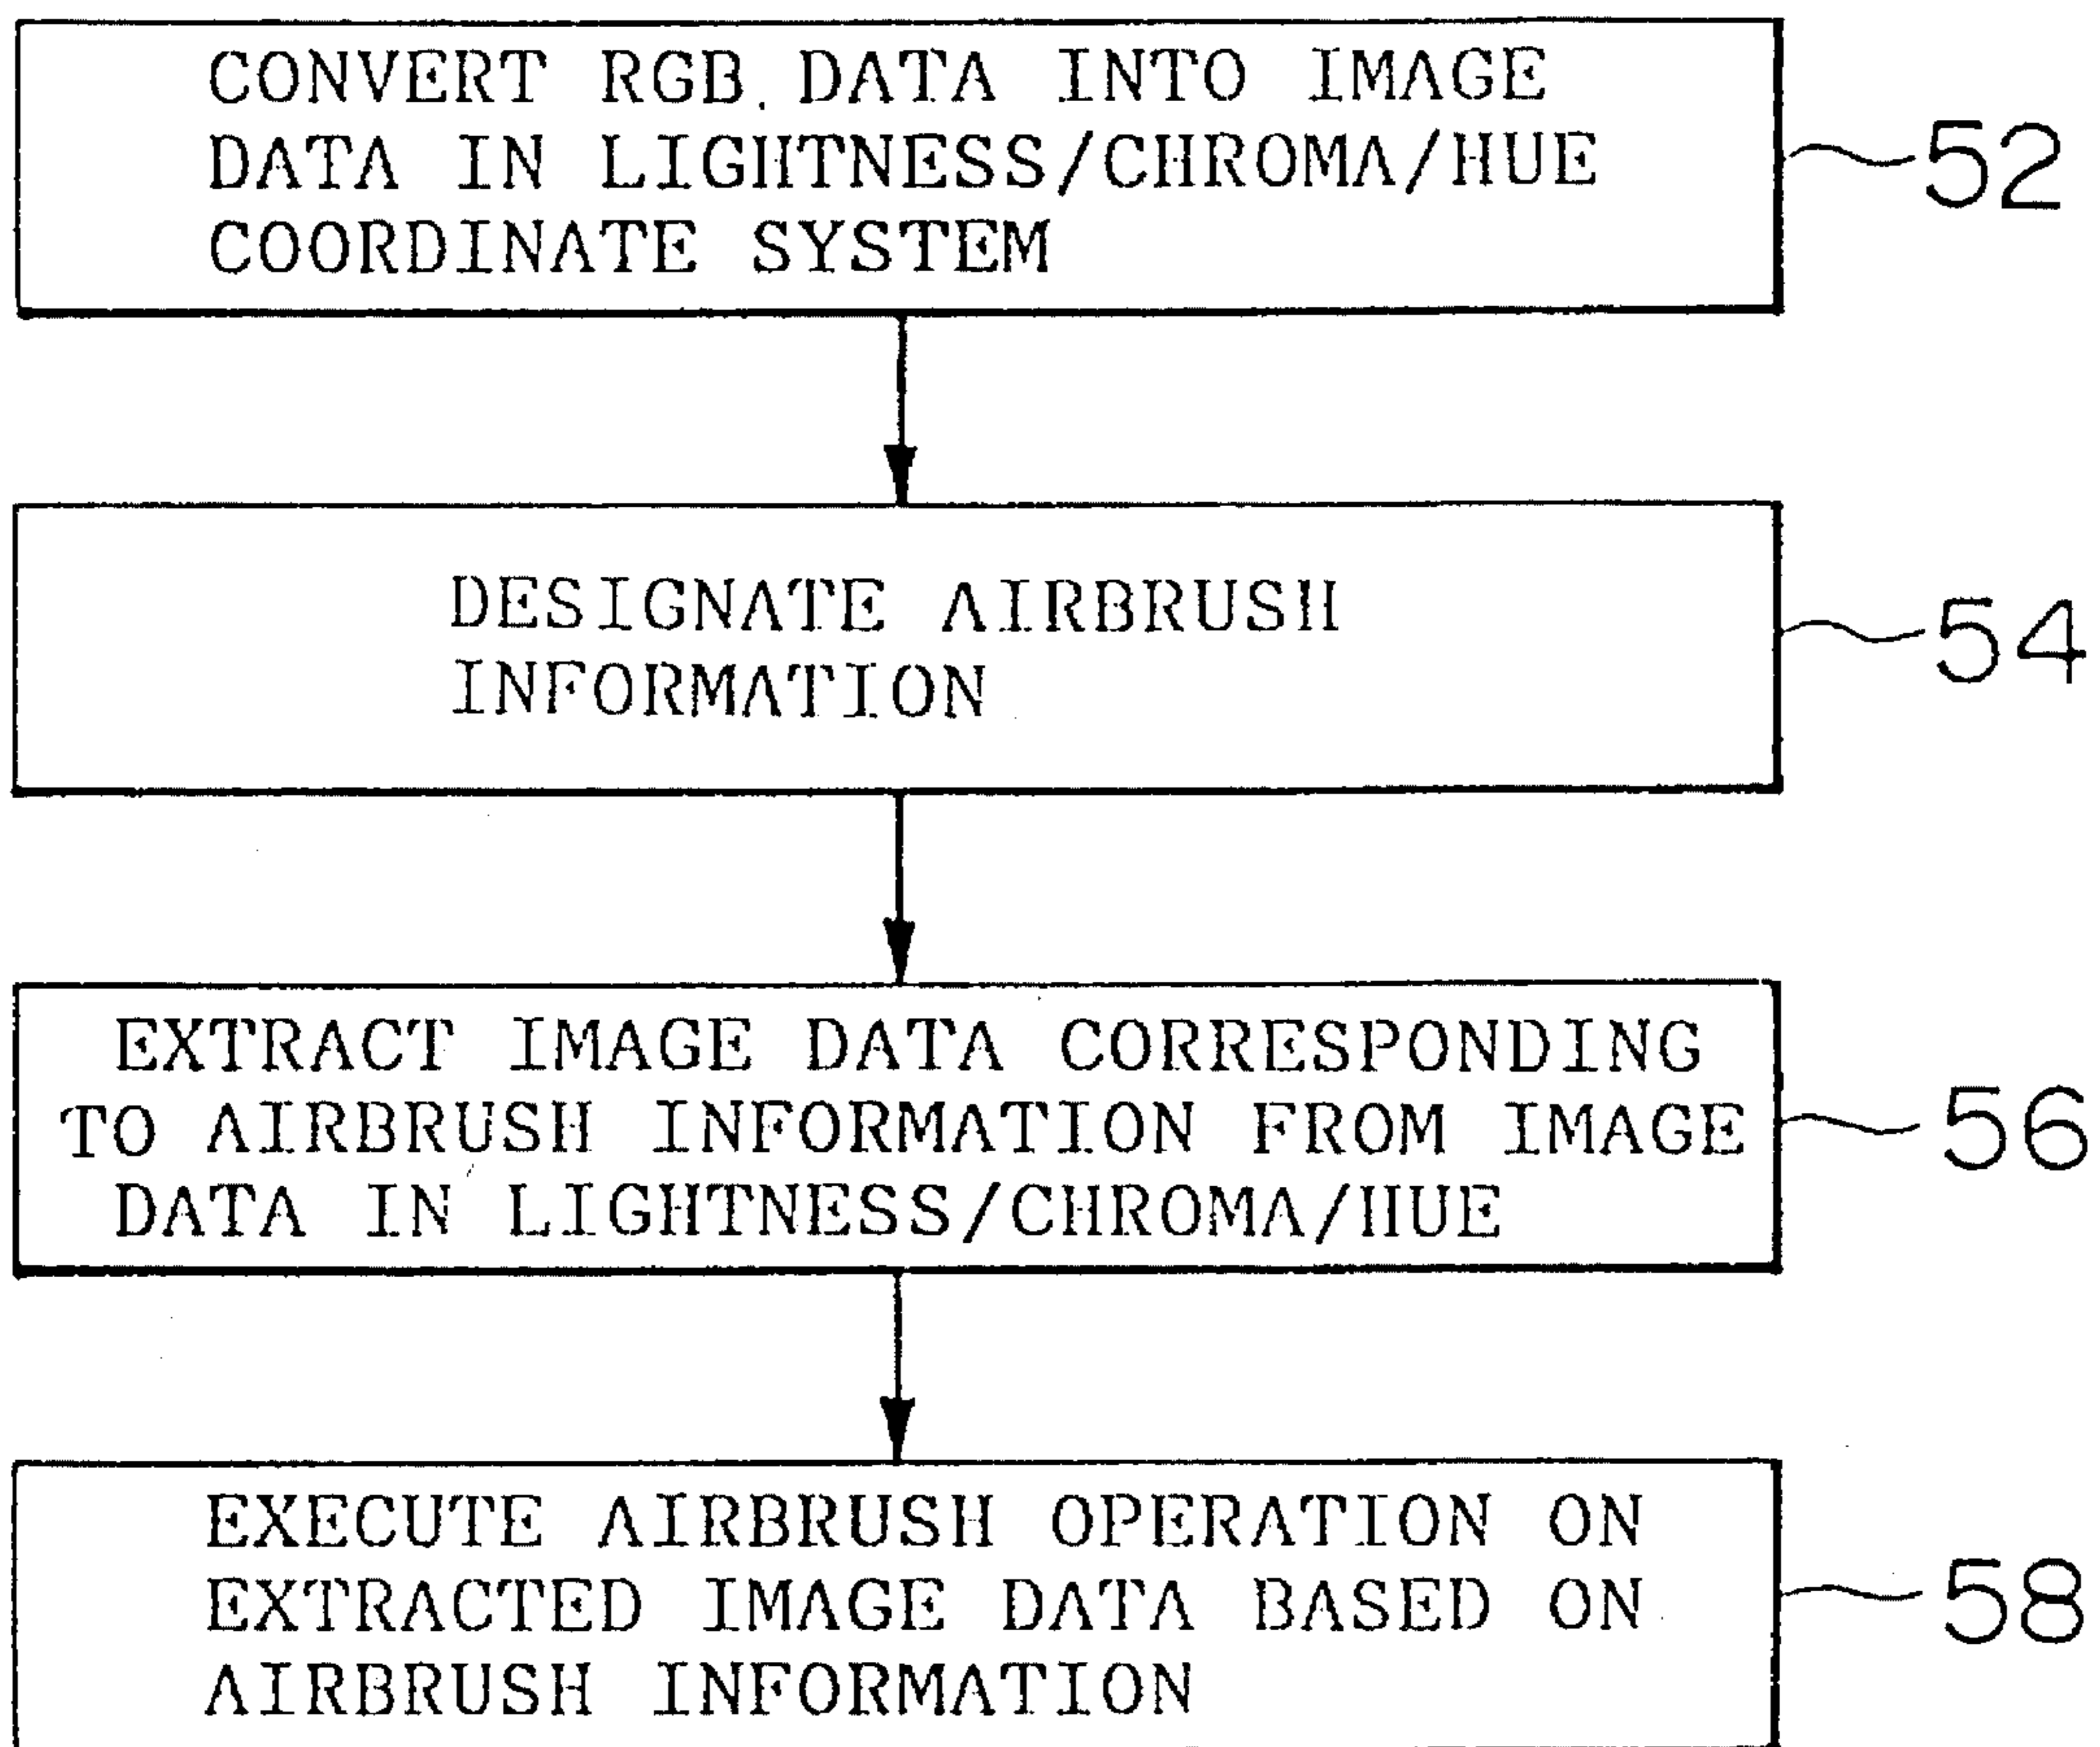 CONVERT RGB DATA INTO IMAGE
DATA IN LIGHTNESS/CHROMA/HUE
COORDINATE SYSTEM
52
DESIGNATE AIRBRUSH
INFORMATION
54
EXTRACT IMAGE DATA CORRESPONDING
TO AIRBRUSH INFORMATION FROM IMAGE
DATA IN LIGHTNESS/CHROMA/HUE
56
EXECUTE AIRBRUSH OPERATION ON
EXTRACTED IMAGE DATA BASED ON
AIRBRUSH INFORMATION
58